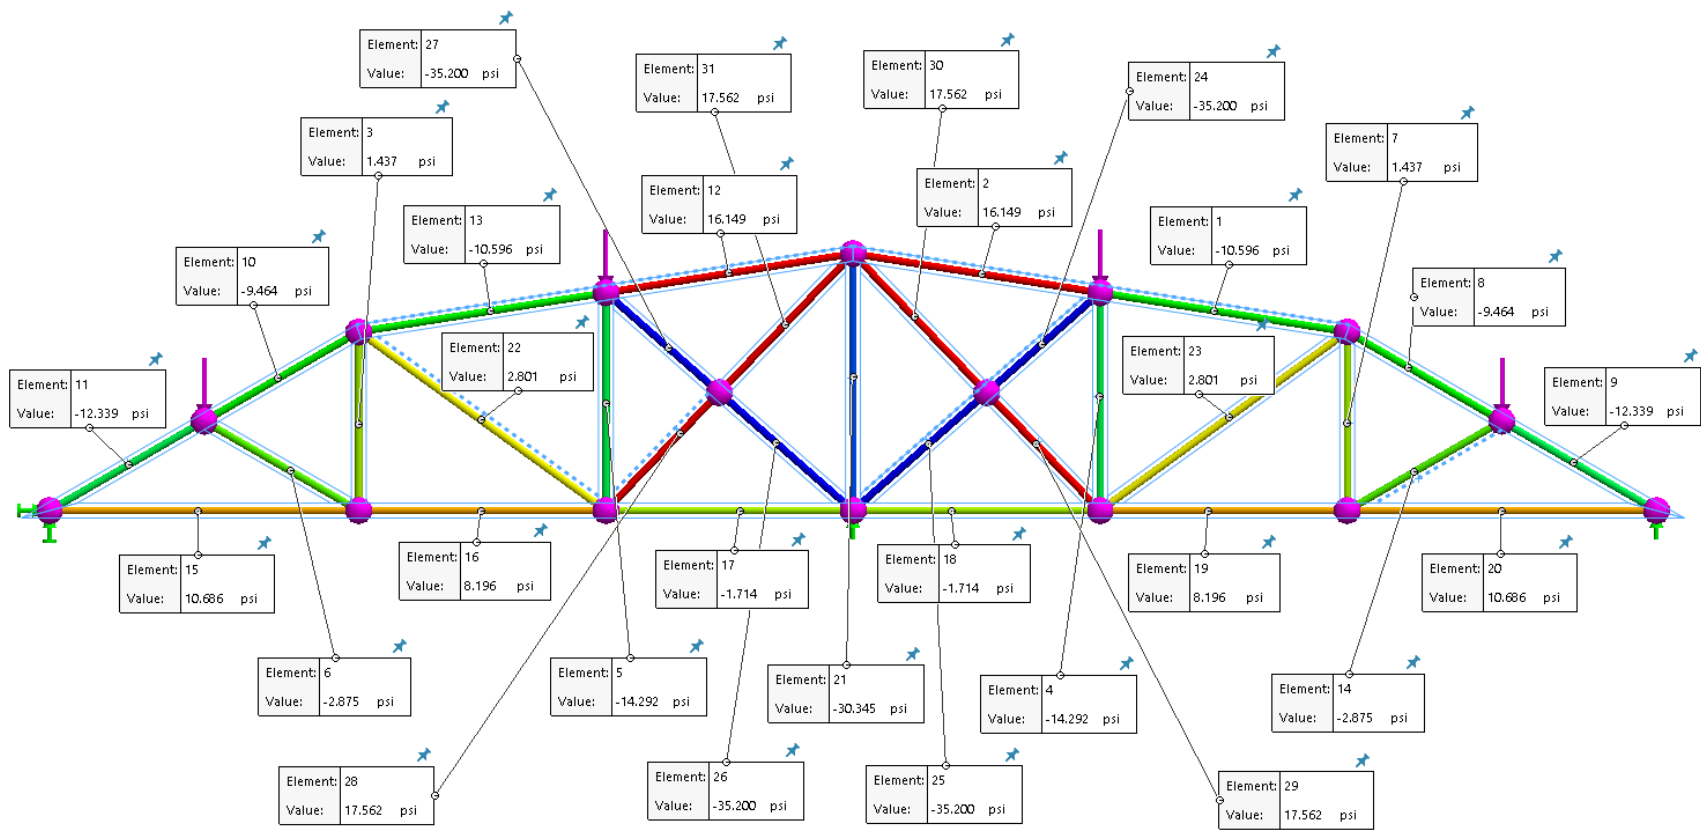 Element: 27
Value: -35.200 psi
Element: 31
Value: 17.562 psi
Element: 30
Value: 17.562 psi
Element: 24
Value: -35.200 psi
Element: 3
Value: 1.437 psi
Element: 7
Value: 1.437 psi
Element: 12
Value: 16.149 psi
Element: 2
Value: 16.149 psi
Element: 13
Value: -10.596 psi
Element: 1
Value: -10.596 psi
Element: 10
Value: -9.464 psi
Element: 8
Value: -9.464 psi
Element: 22
Value: 2.801 psi
Element: 23
Value: 2.801 psi
Element: 11
Value: -12.339 psi
Element: 9
Value: -12.339 psi
Element: 15
Value: 10.686 psi
Element: 16
Value: 8.196 psi
Element: 17
Value: -1.714 psi
Element: 18
Value: -1.714 psi
Element: 19
Value: 8.196 psi
Element: 20
Value: 10.686 psi
Element: 6
Value: -2.875 psi
Element: 5
Value: -14.292 psi
Element: 21
Value: -30.345 psi
Element: 4
Value: -14.292 psi
Element: 14
Value: -2.875 psi
Element: 28
Value: 17.562 psi
Element: 26
Value: -35.200 psi
Element: 25
Value: -35.200 psi
Element: 29
Value: 17.562 psi